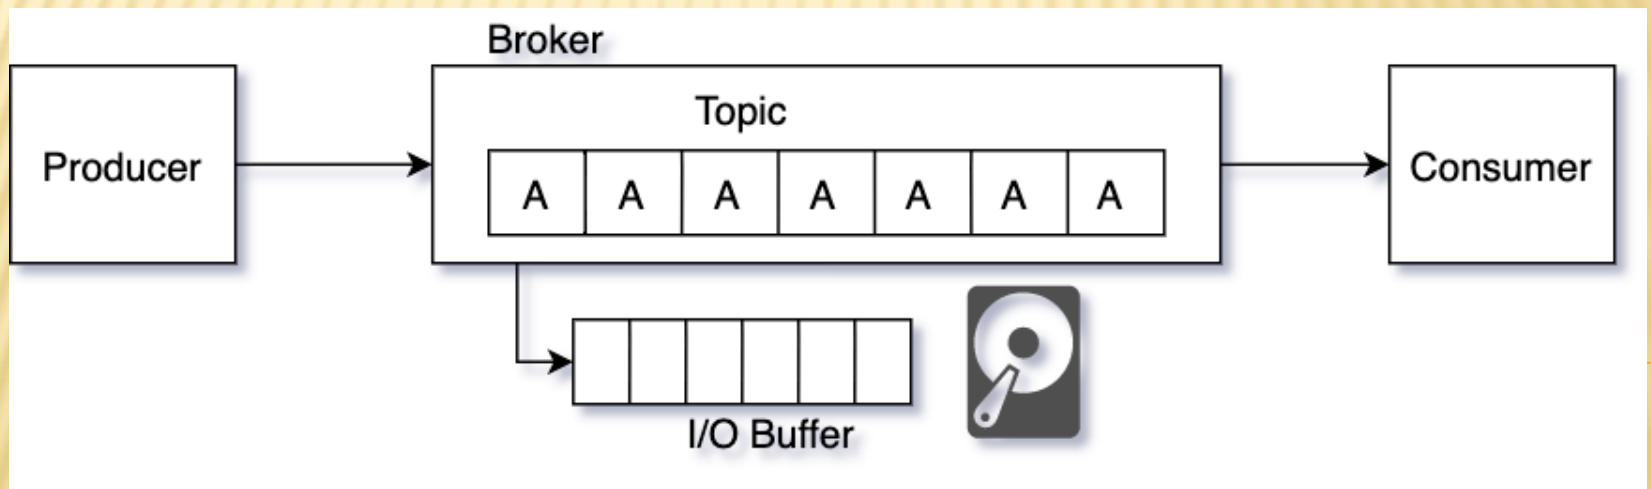 Broker
Topic
Producer
A A A A A A A
Consumer
I/O Buffer